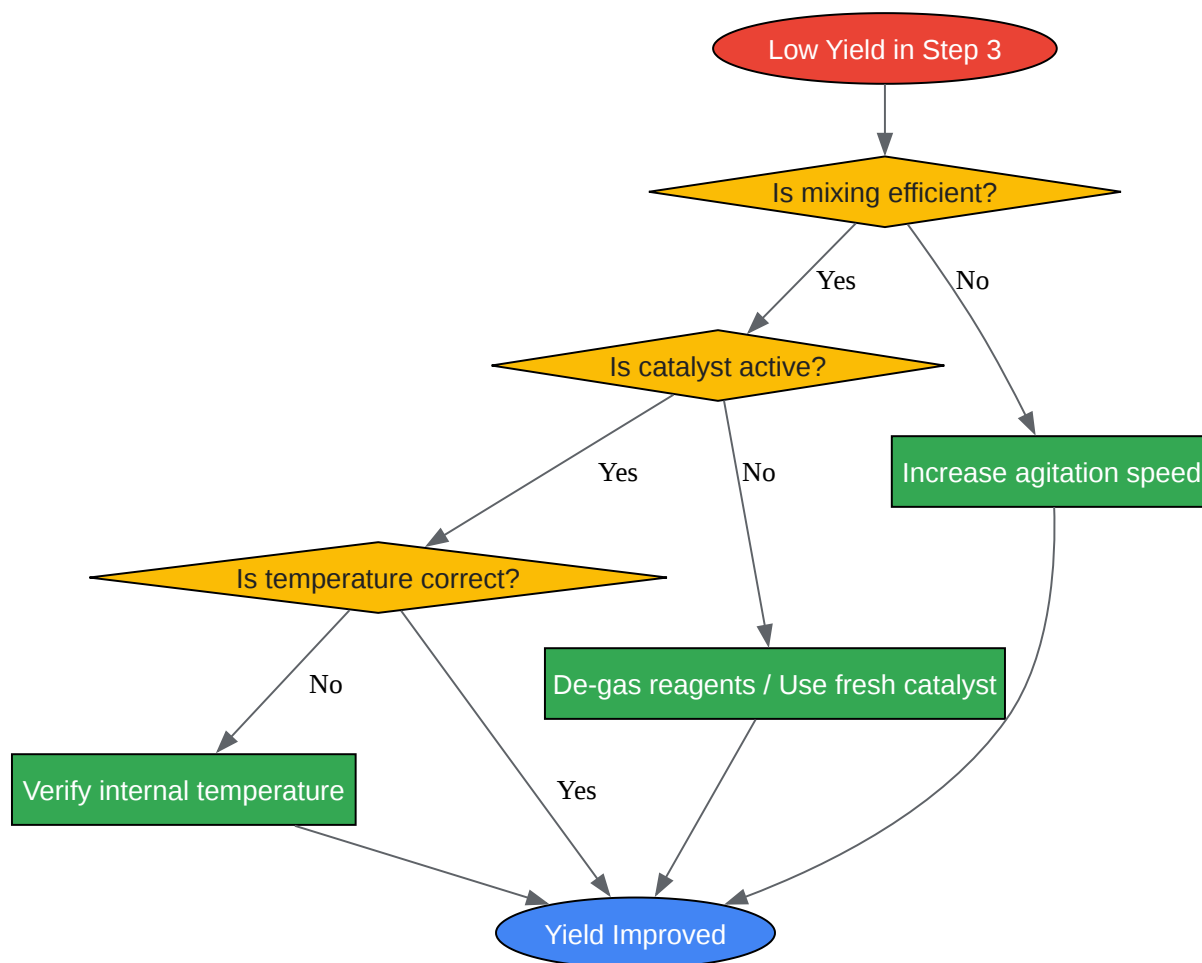 Low Yield in Step 3
Is mixing efficient?
Yes
No
Is catalyst active?
Increase agitation speed
Yes
No
Is temperature correct?
No
De-gas reagents / Use fresh catalyst
Verify internal temperature
Yes
Yield Improved